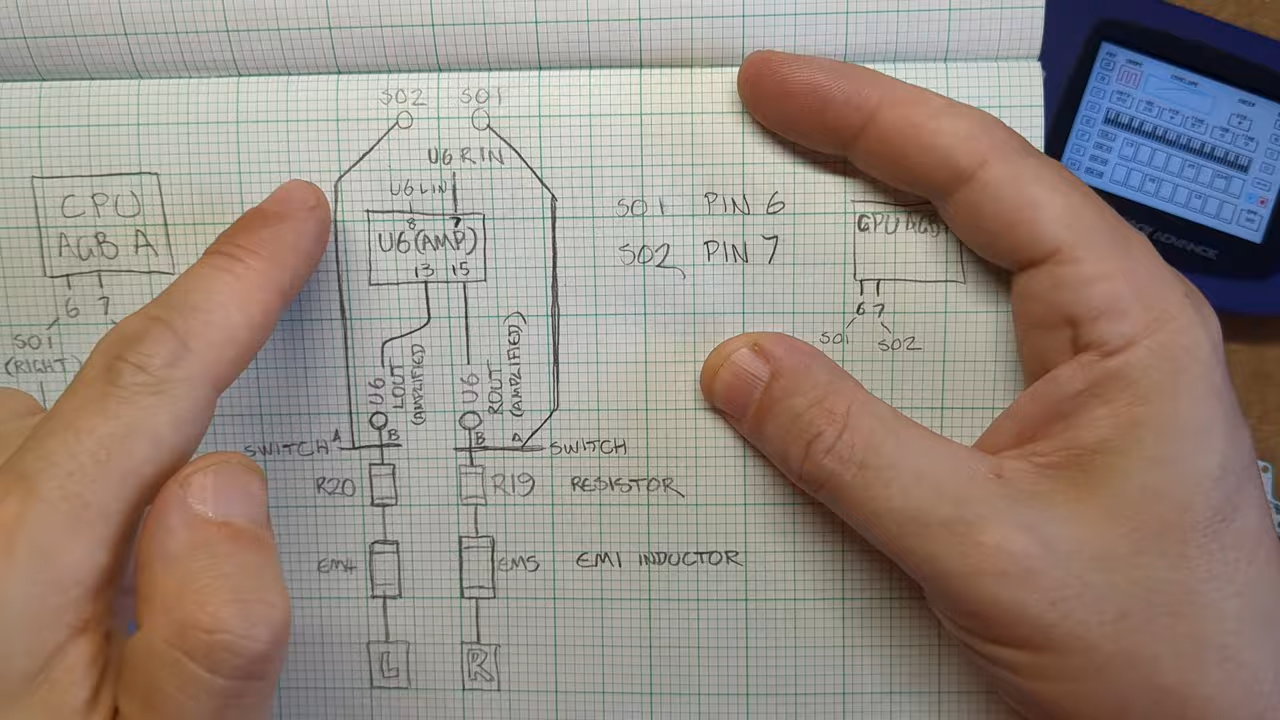 SO2 SO1
U6 R IN
U6 L IN
8 7
U6(AMP)
13 15
CPU
AGB A
6 7
SO1
(RIGHT)
SO1 PIN 6
SO2 PIN 7
CPU AGB
6 7
SO1 SO2
U6
LOUT
(AMPLIFIED)
U6
ROUT
(AMPLIFIED)
SWITCH A B
B A SWITCH
R20 R19 RESISTOR
EM4 EM5 EMI INDUCTOR
L R